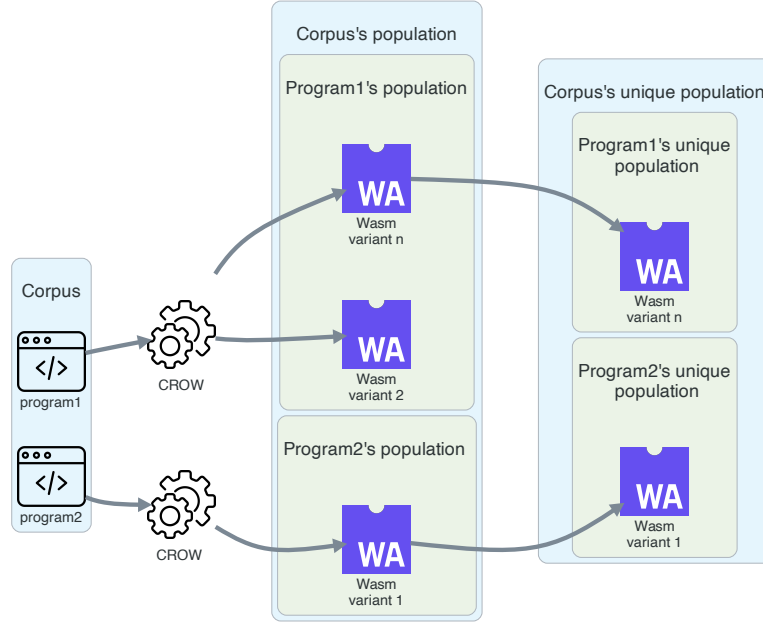 Corpus
</>
program1
</>
program2
CROW
CROW
Corpus's population
Program1's population
WA
Wasm
variant n
WA
Wasm
variant 2
Program2's population
WA
Wasm
variant 1
Corpus's unique population
Program1's unique
population
WA
Wasm
variant n
Program2's unique
population
WA
Wasm
variant 1